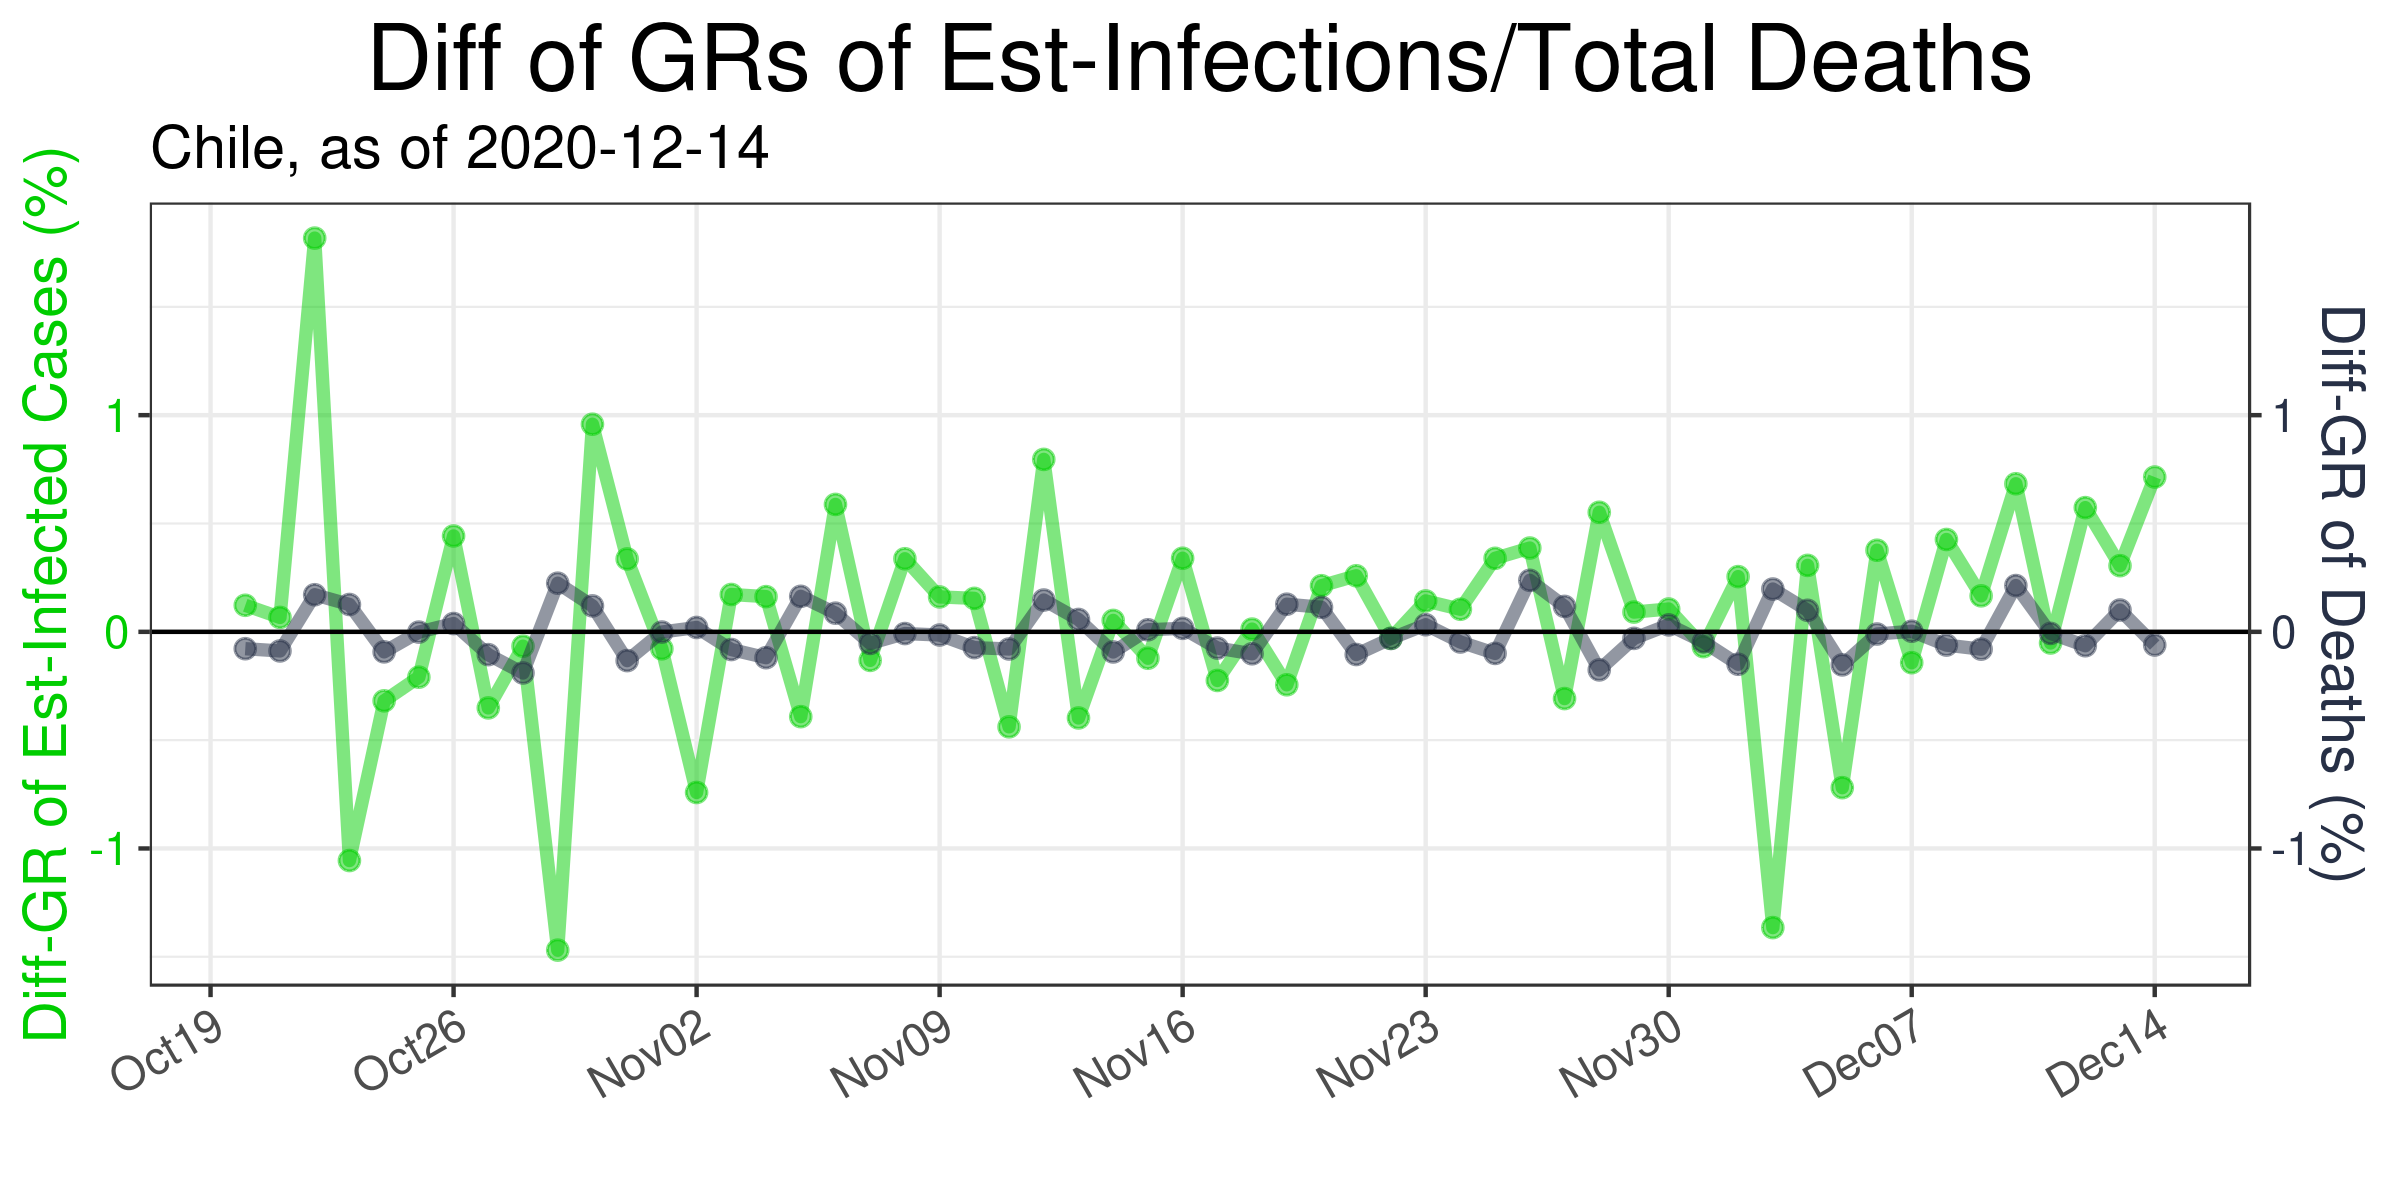 Diff of GRs of Est-Infections/Total Deaths
Chile, as of 2020-12-14
Diff-GR of Est-Infected Cases (%)
1
0
-1
1
0
-1
Diff-GR of Deaths (%)
Oct19
Oct26
Nov02
Nov09
Nov16
Nov23
Nov30
Dec07
Dec14